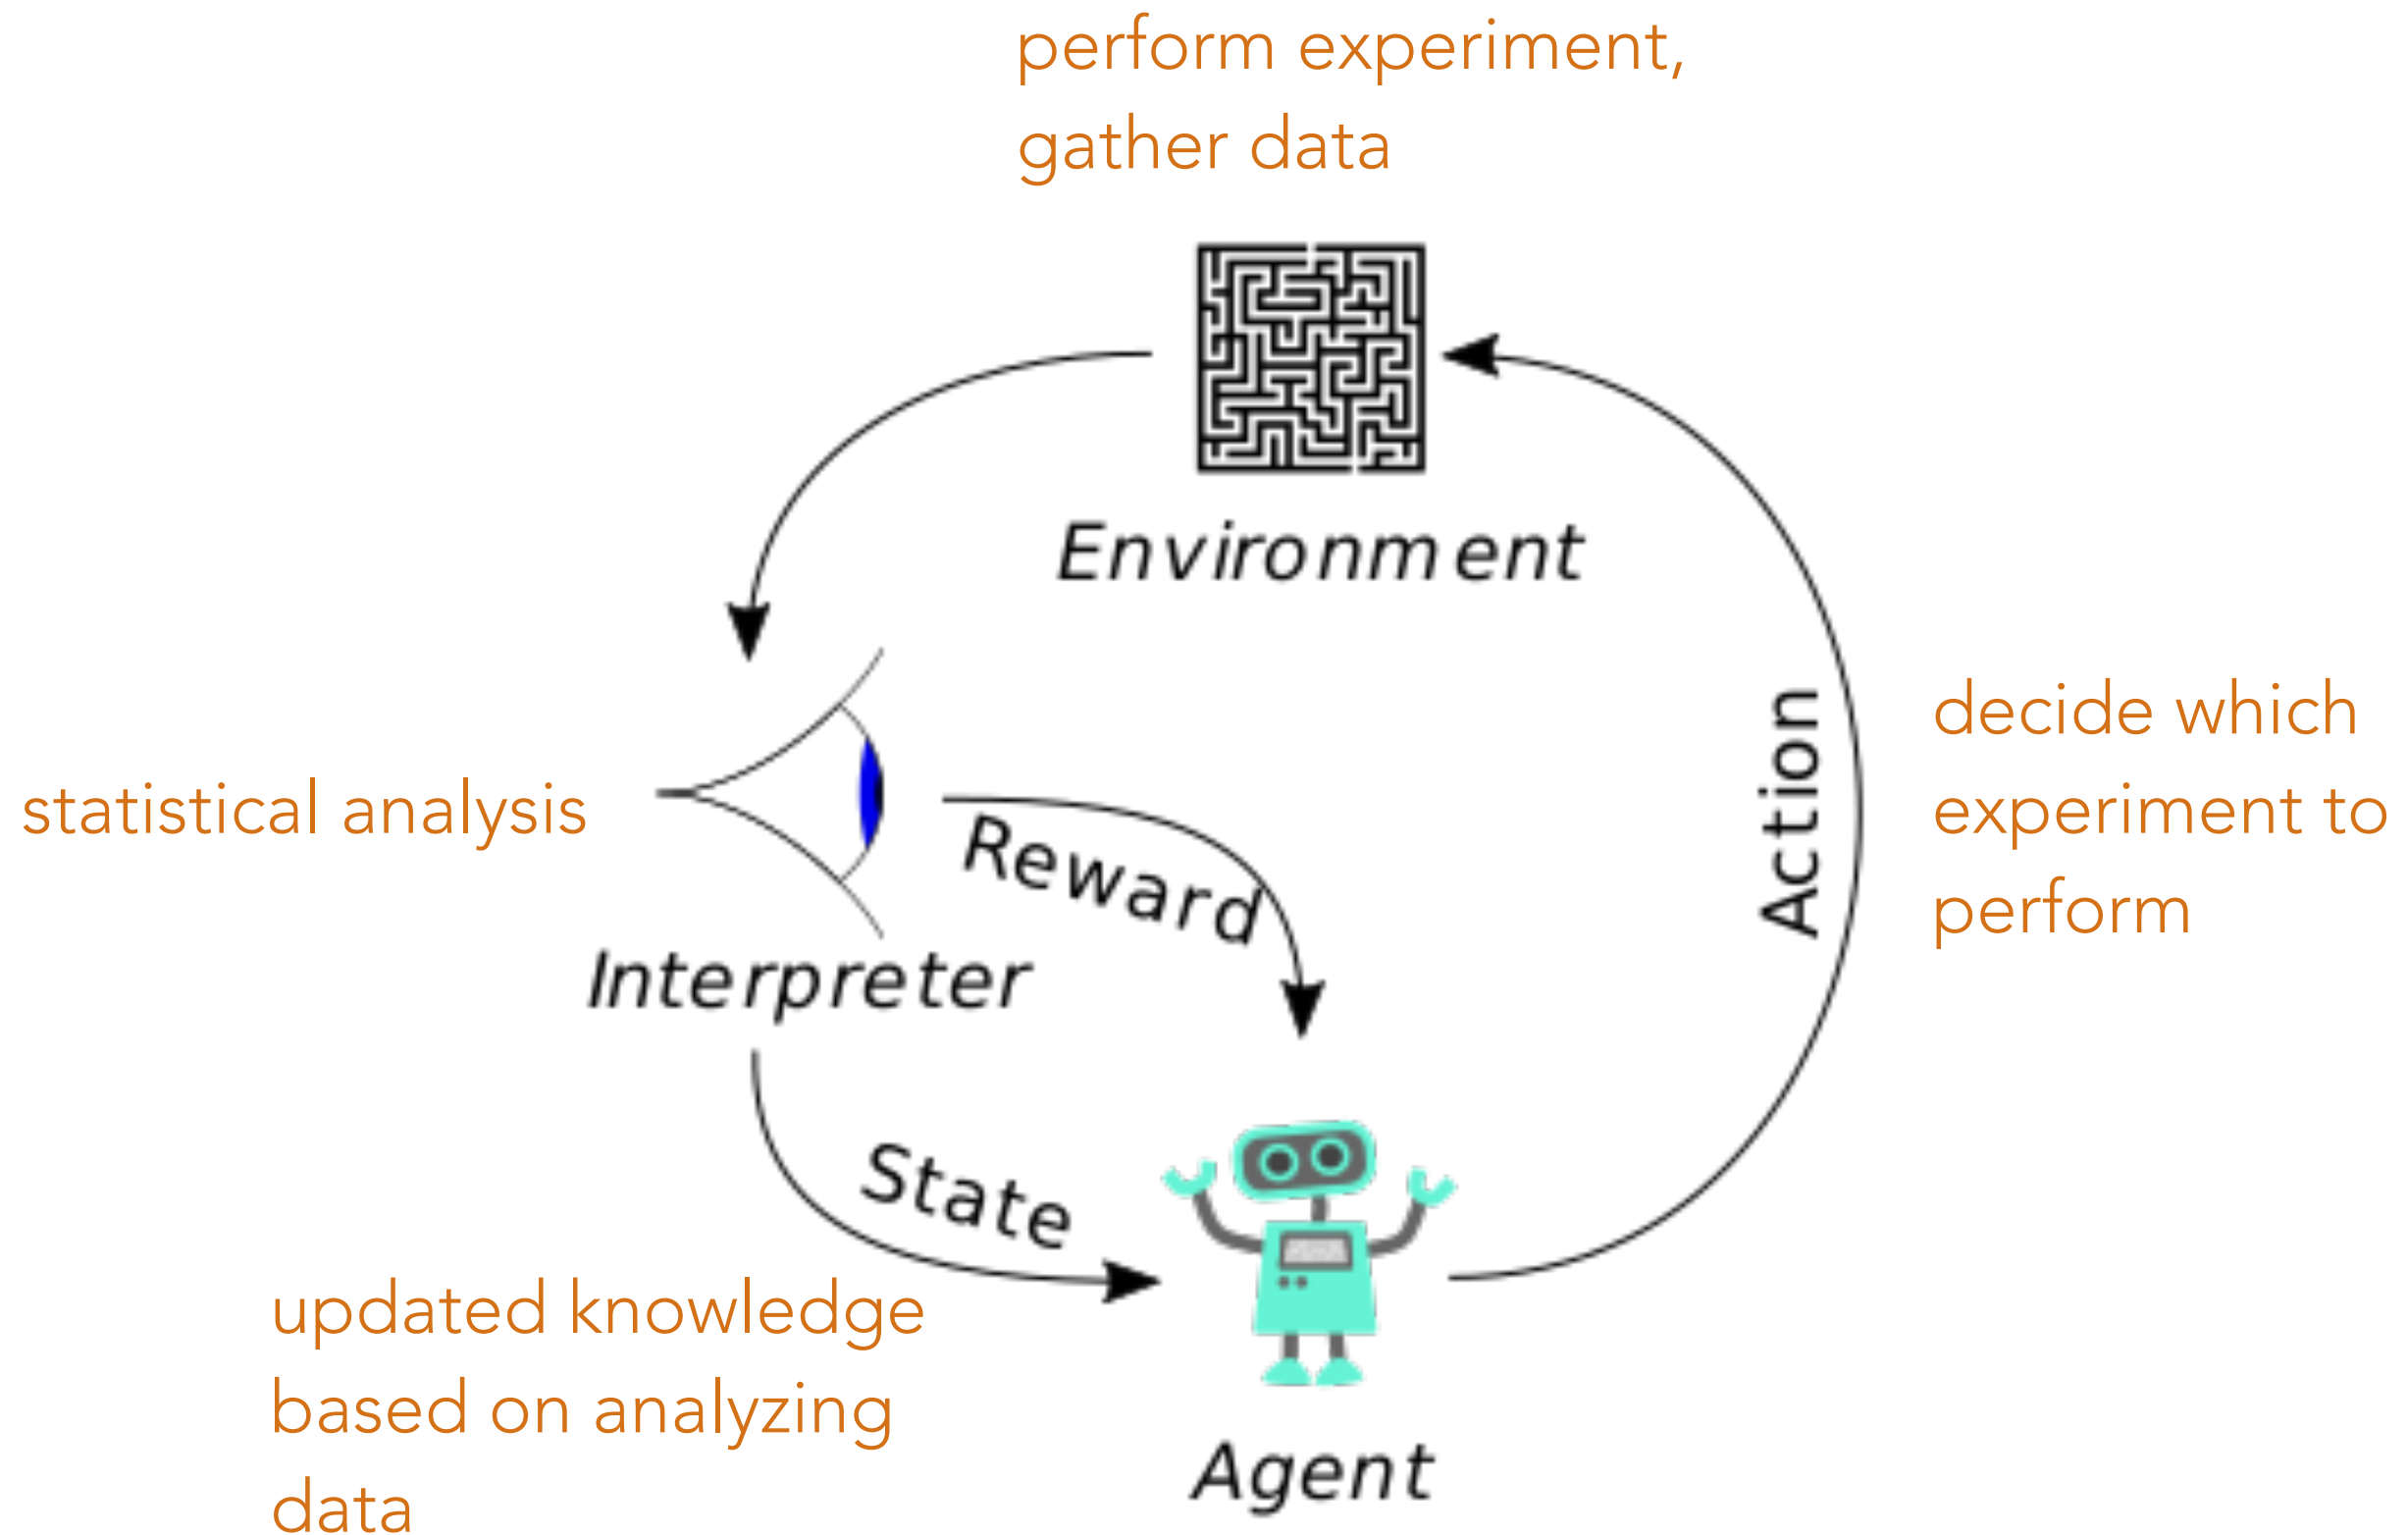 perform experiment,
gather data
Environment
Action
decide which
experiment to
perform
statistical analysis
Reward
Interpreter
State
updated knowledge
based on analyzing
data
Agent